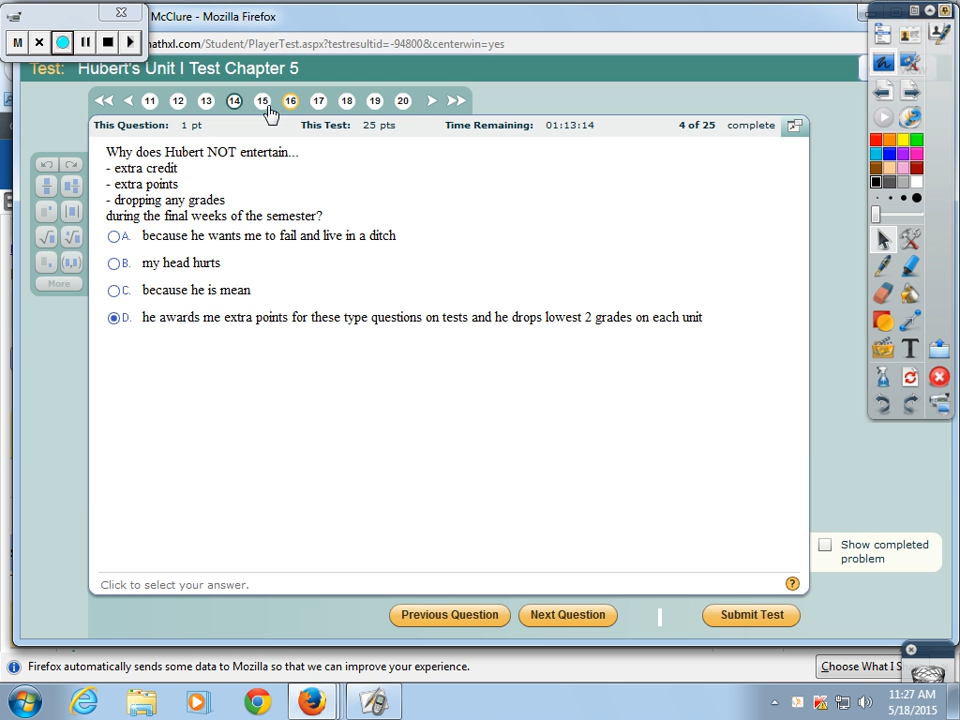 McClure - Mozilla Firefox
M
mathxl.com/Student/PlayerTest.aspx?testresultid=-94800&centerwin=yes
Test: Hubert's Unit I Test Chapter 5
11 12 13 14 15 16 17 18 19 20
This Question: 1 pt This Test: 25 pts Time Remaining: 01:13:14 4 of 25 complete
Why does Hubert NOT entertain...
- extra credit
- extra points
- dropping any grades
during the final weeks of the semester?
A. because he wants me to fail and live in a ditch
B. my head hurts
C. because he is mean
D. he awards me extra points for these type questions on tests and he drops lowest 2 grades on each unit
More
Show completed
problem
Click to select your answer.
Previous Question Next Question Submit Test
Firefox automatically sends some data to Mozilla so that we can improve your experience.
Choose What I
11:27 AM
5/18/2015